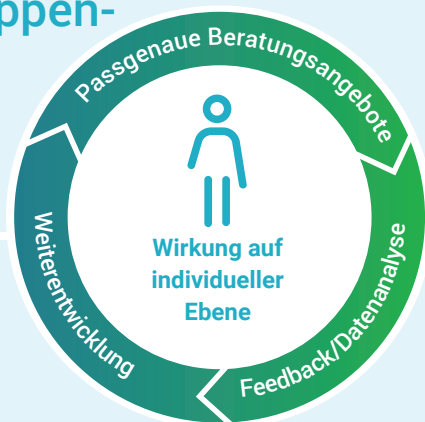 ppen-
Passgenaue Beratungsangebote
Feedback/Datenanalyse
Weiterentwicklung
Wirkung auf
individueller
Ebene